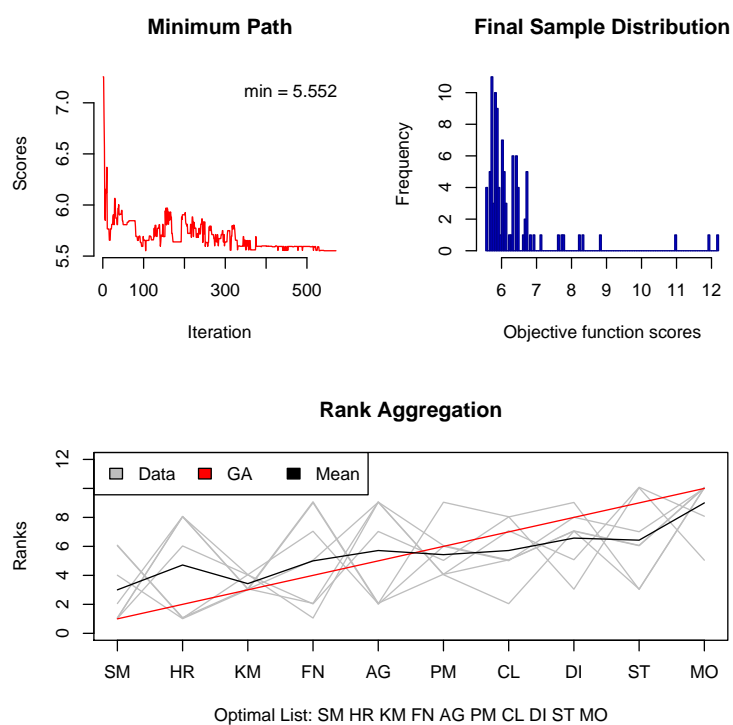 Minimum Path
Final Sample Distribution
min = 5.552
Scores
5.5 6.0 6.5 7.0
0 100 300 500
Iteration
Frequency
0 2 4 6 8 10
6 7 8 9 10 11 12
Objective function scores
Rank Aggregation
Data GA Mean
Ranks
0 2 4 6 8 12
SM HR KM FN AG PM CL DI ST MO
Optimal List: SM HR KM FN AG PM CL DI ST MO